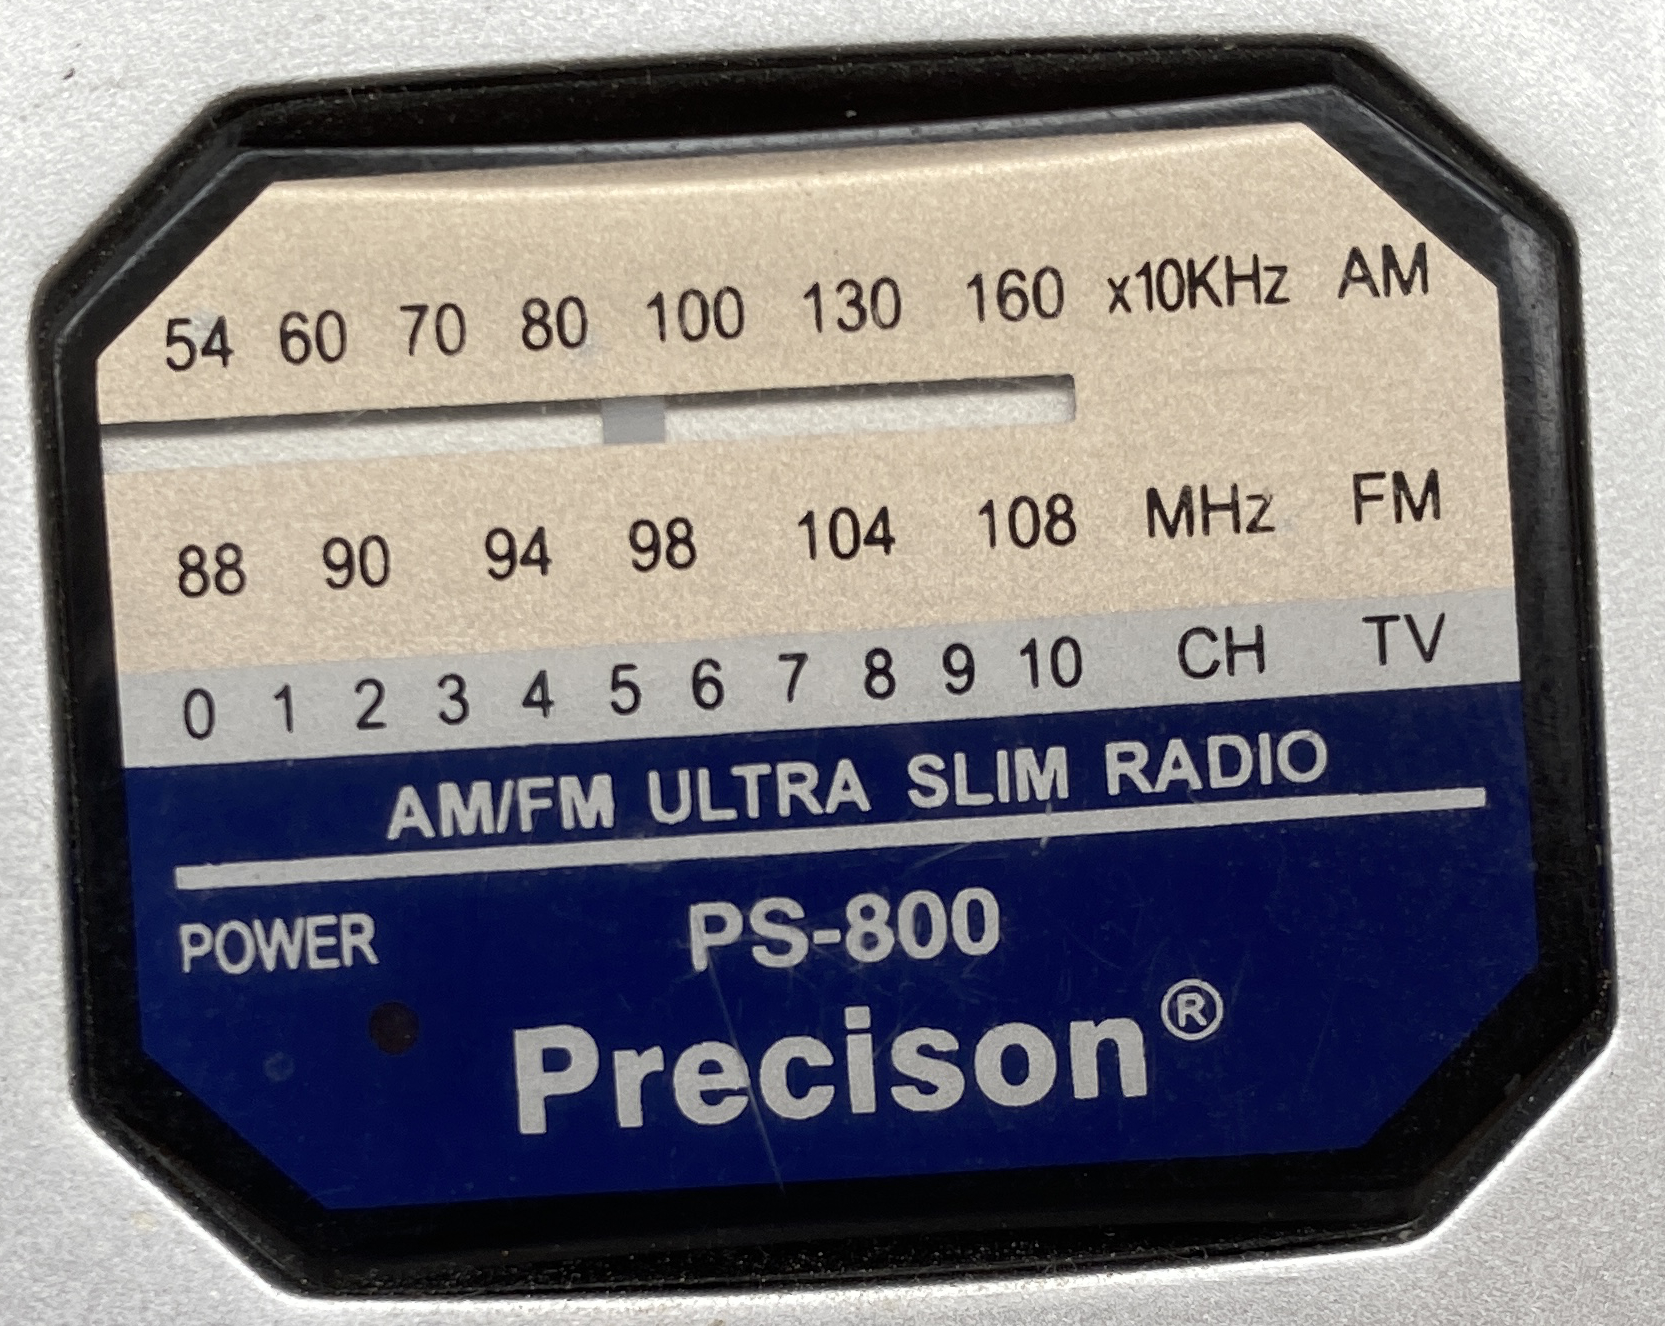 54 60 70 80 100 130 160 x10KHz AM
88 90 94 98 104 108 MHz FM
0 1 2 3 4 5 6 7 8 9 10 CH TV
AM/FM ULTRA SLIM RADIO
POWER PS-800
Precison®